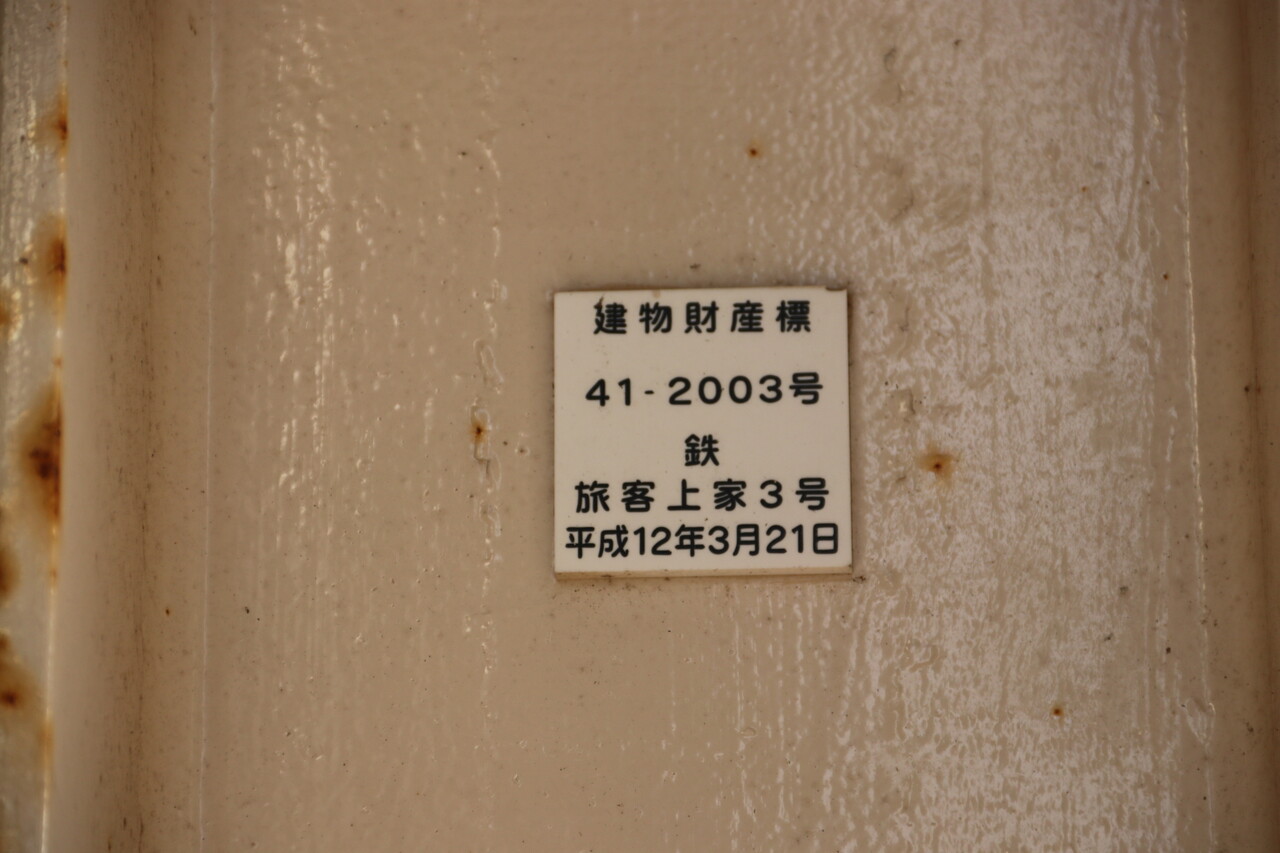 建物財産標
41-2003号
鉄
旅客上家3号
平成12年3月21日